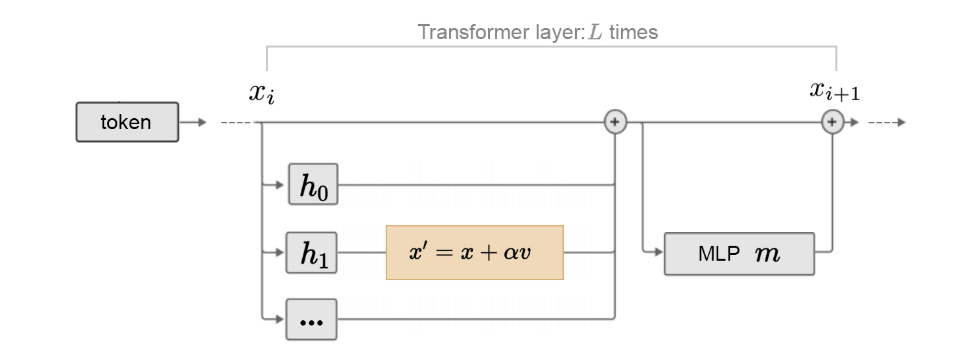 Transformer layer: L times
x_i
x_{i+1}
token
+
+
h_0
h_1
x' = x + αv
MLP m
...